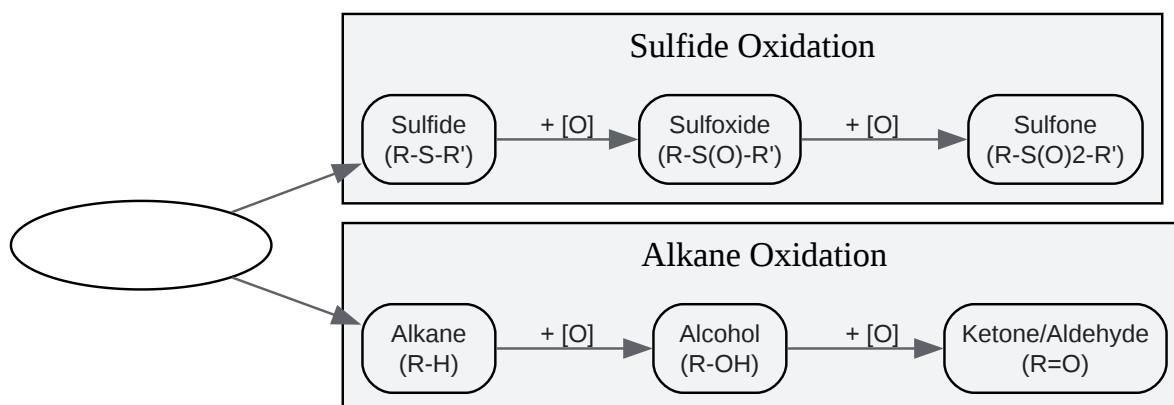 Sulfide Oxidation
Sulfide
(R-S-R')
+ [O]
Sulfoxide
(R-S(O)-R')
+ [O]
Sulfone
(R-S(O)2-R')
Alkane Oxidation
Alkane
(R-H)
+ [O]
Alcohol
(R-OH)
+ [O]
Ketone/Aldehyde
(R=O)